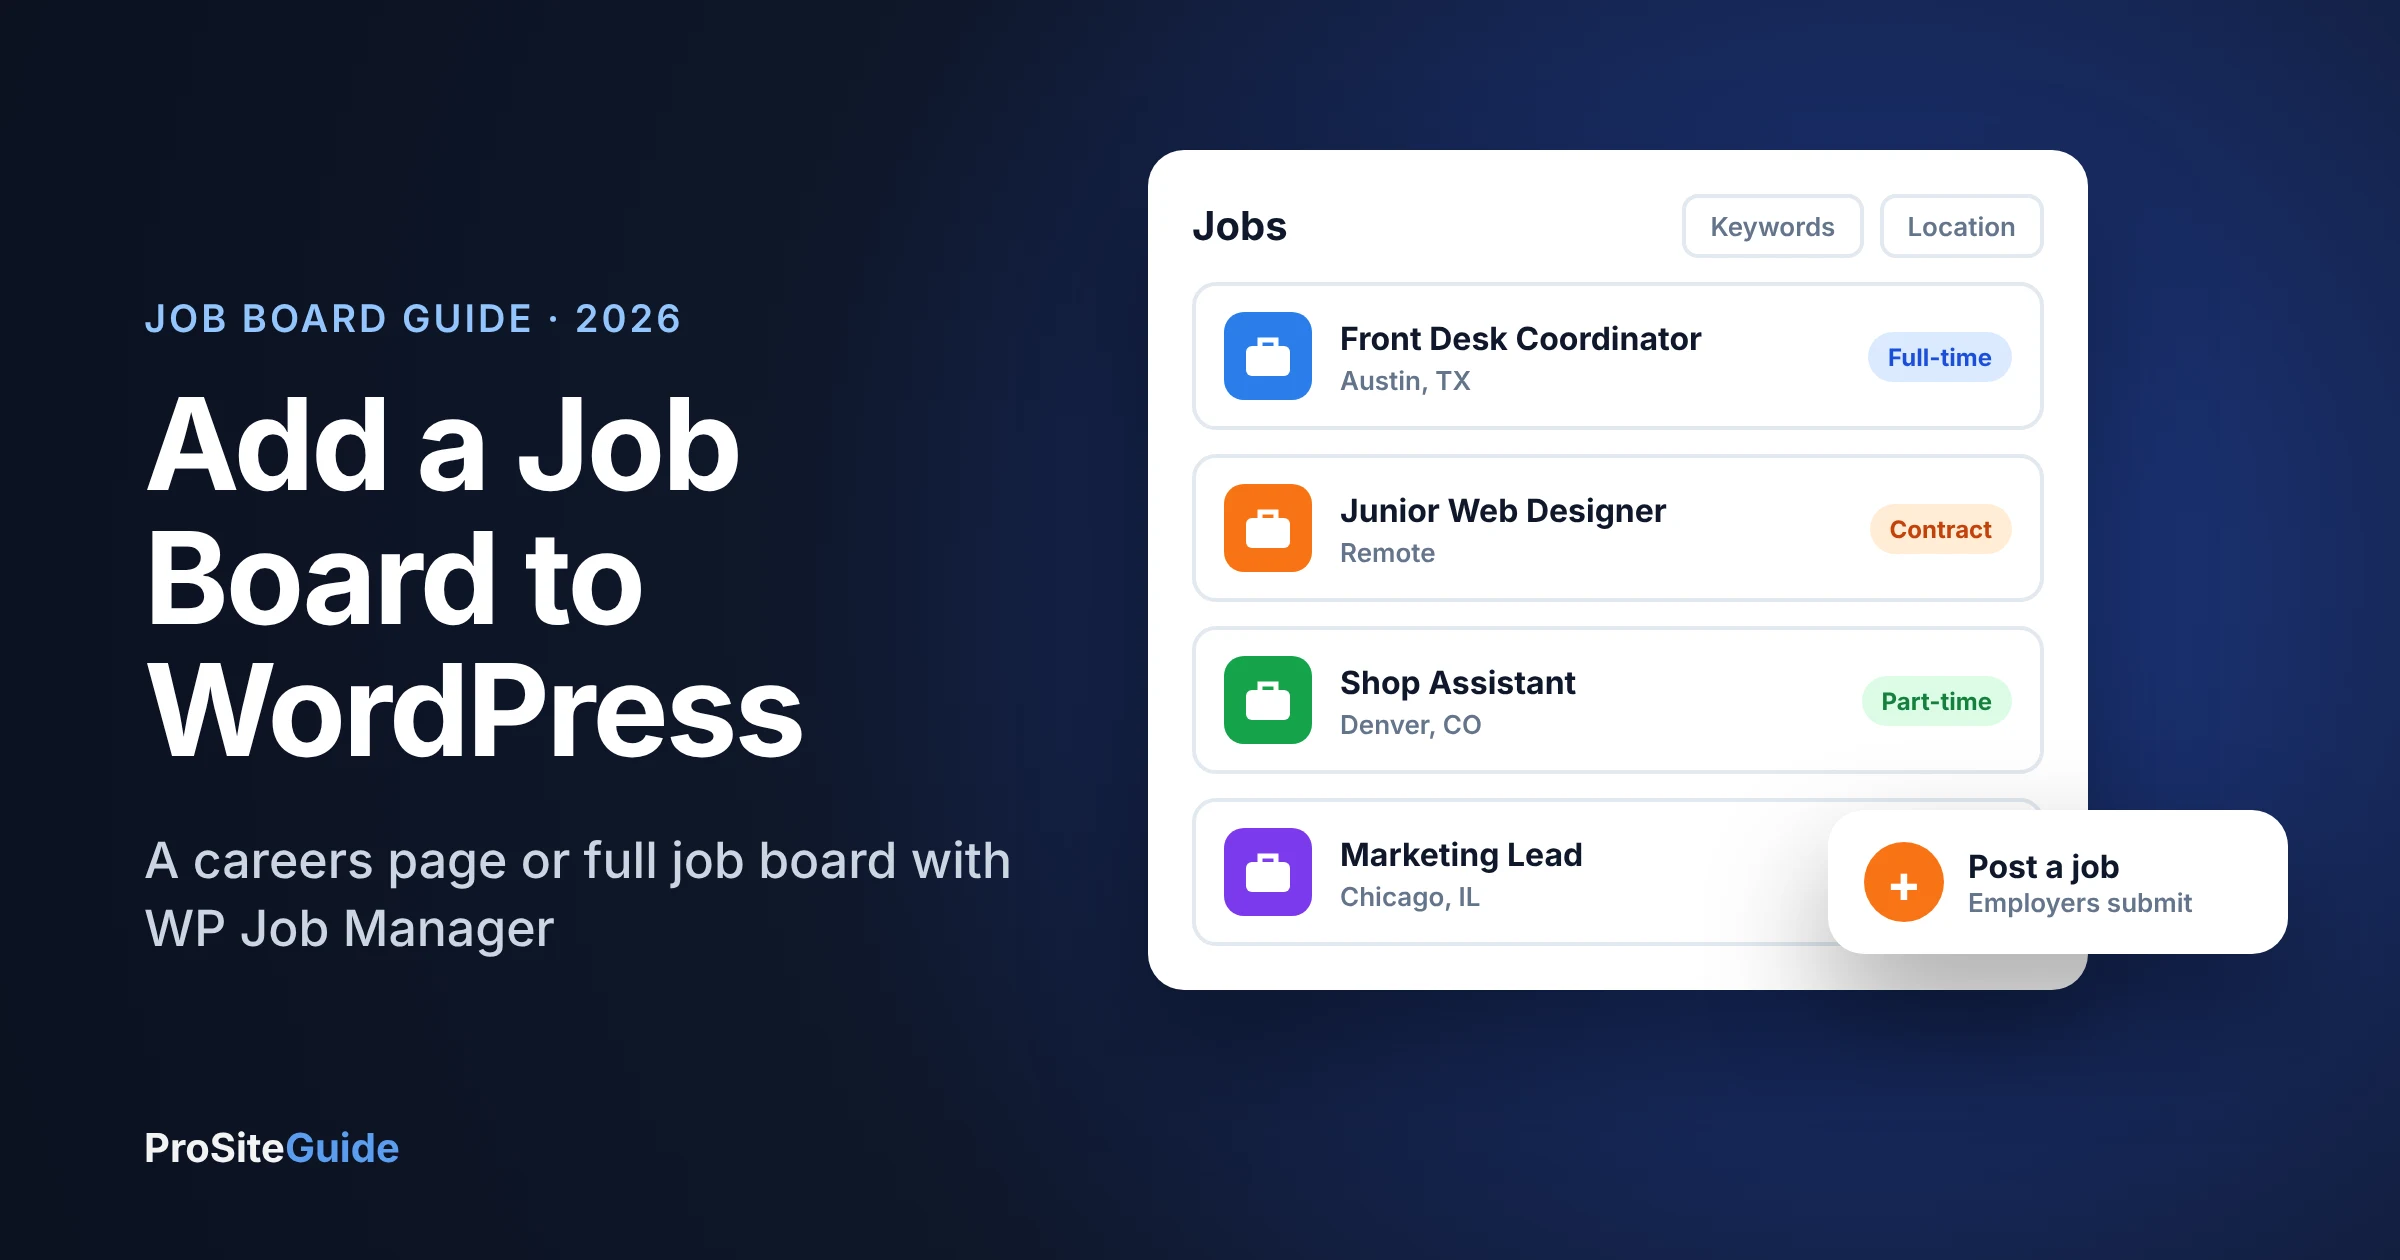 JOB BOARD GUIDE · 2026
Add a Job
Board to
WordPress
A careers page or full job board with
WP Job Manager
ProSiteGuide
Jobs
Keywords
Location
Front Desk Coordinator
Austin, TX
Full-time
Junior Web Designer
Remote
Contract
Shop Assistant
Denver, CO
Part-time
Marketing Lead
Chicago, IL
+
Post a job
Employers submit